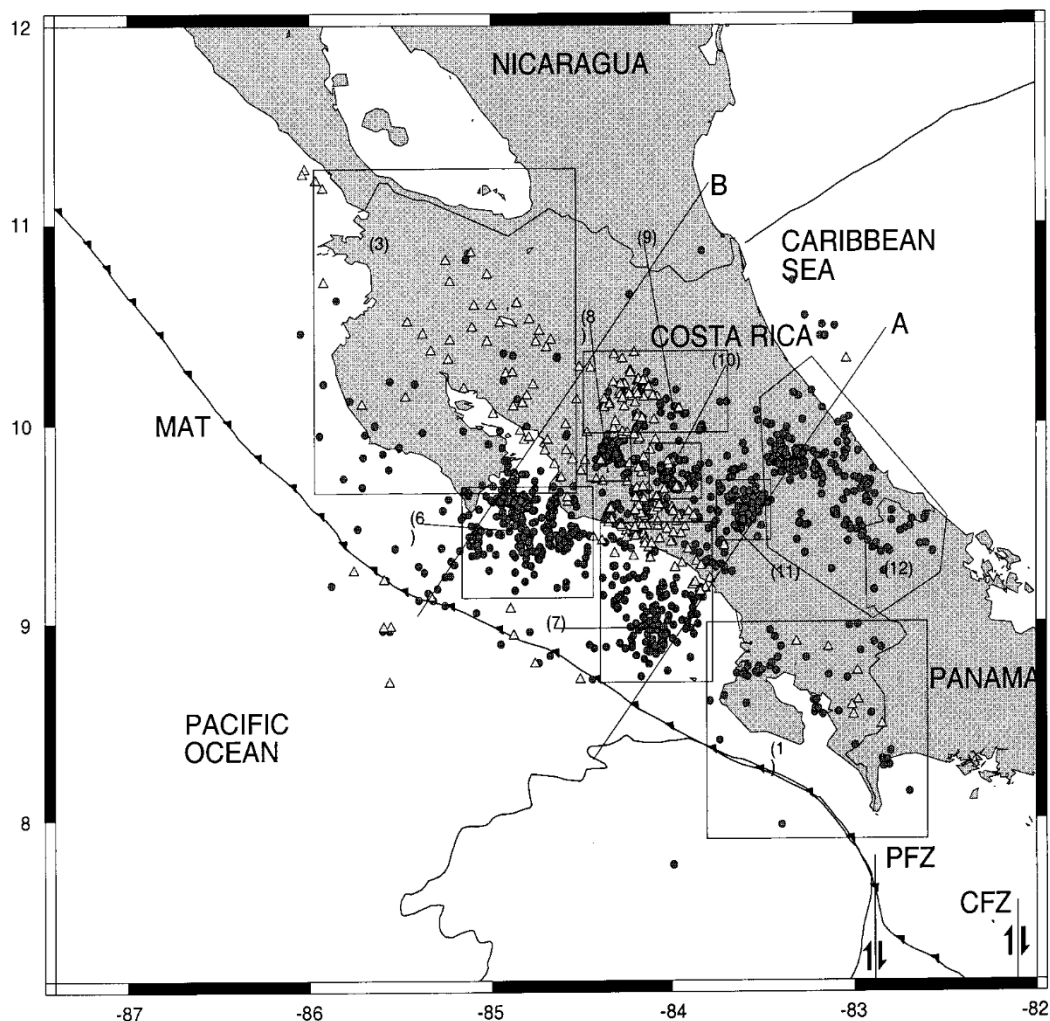 12
NICARAGUA
B
11
(3)
(9)
CARIBBEAN
SEA
(8
)
COSTA RICA
A
(10)
10
MAT
(6
)
(11)
(12)
9
(7)
PANAMA
PACIFIC
OCEAN
(1
)
8
PFZ
CFZ
-87
-86
-85
-84
-83
-82